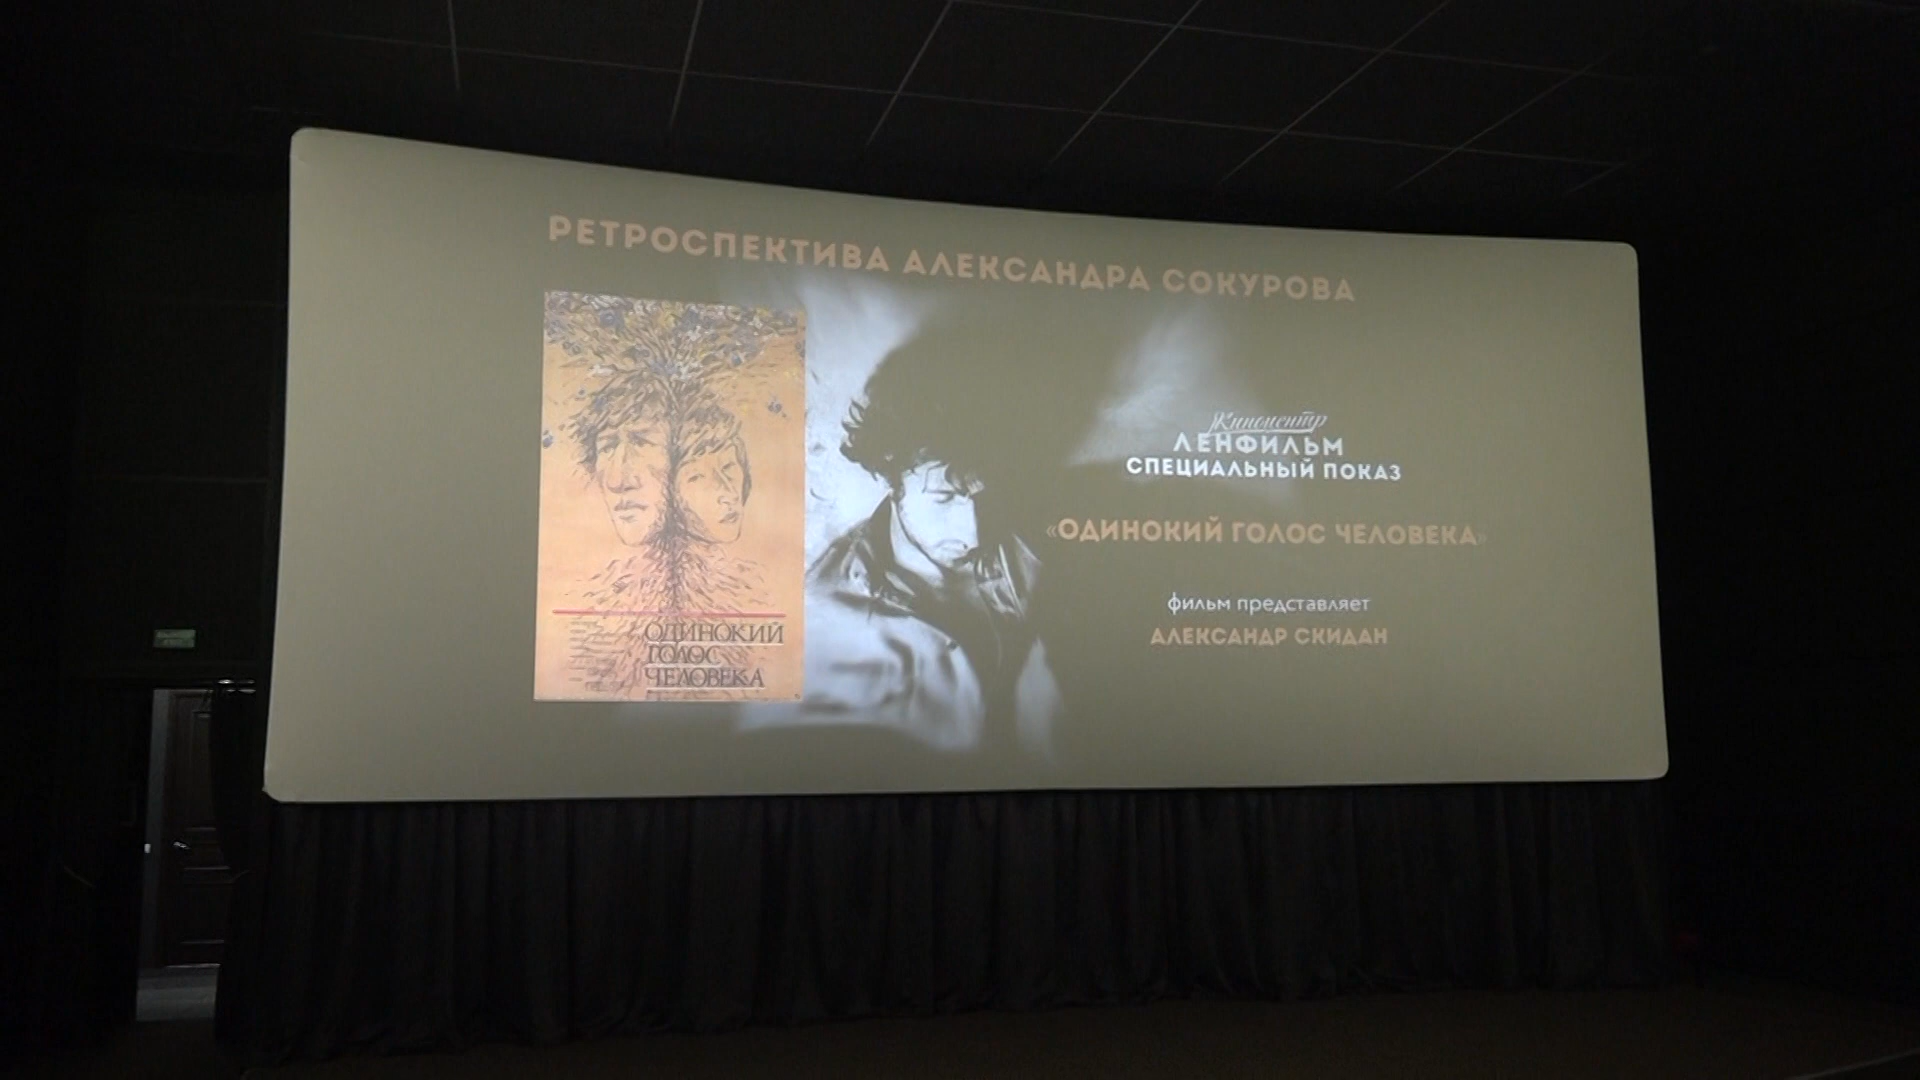 РЕТРОСПЕКТИВА АЛЕКСАНДРА СОКУРОВА
Киноцентр
ЛЕНФИЛЬМ
СПЕЦИАЛЬНЫЙ ПОКАЗ
«ОДИНОКИЙ ГОЛОС ЧЕЛОВЕКА»
фильм представляет
АЛЕКСАНДР СКИДАН
ОДИНОКИЙ
ГОЛОС
ЧЕЛОВЕКА